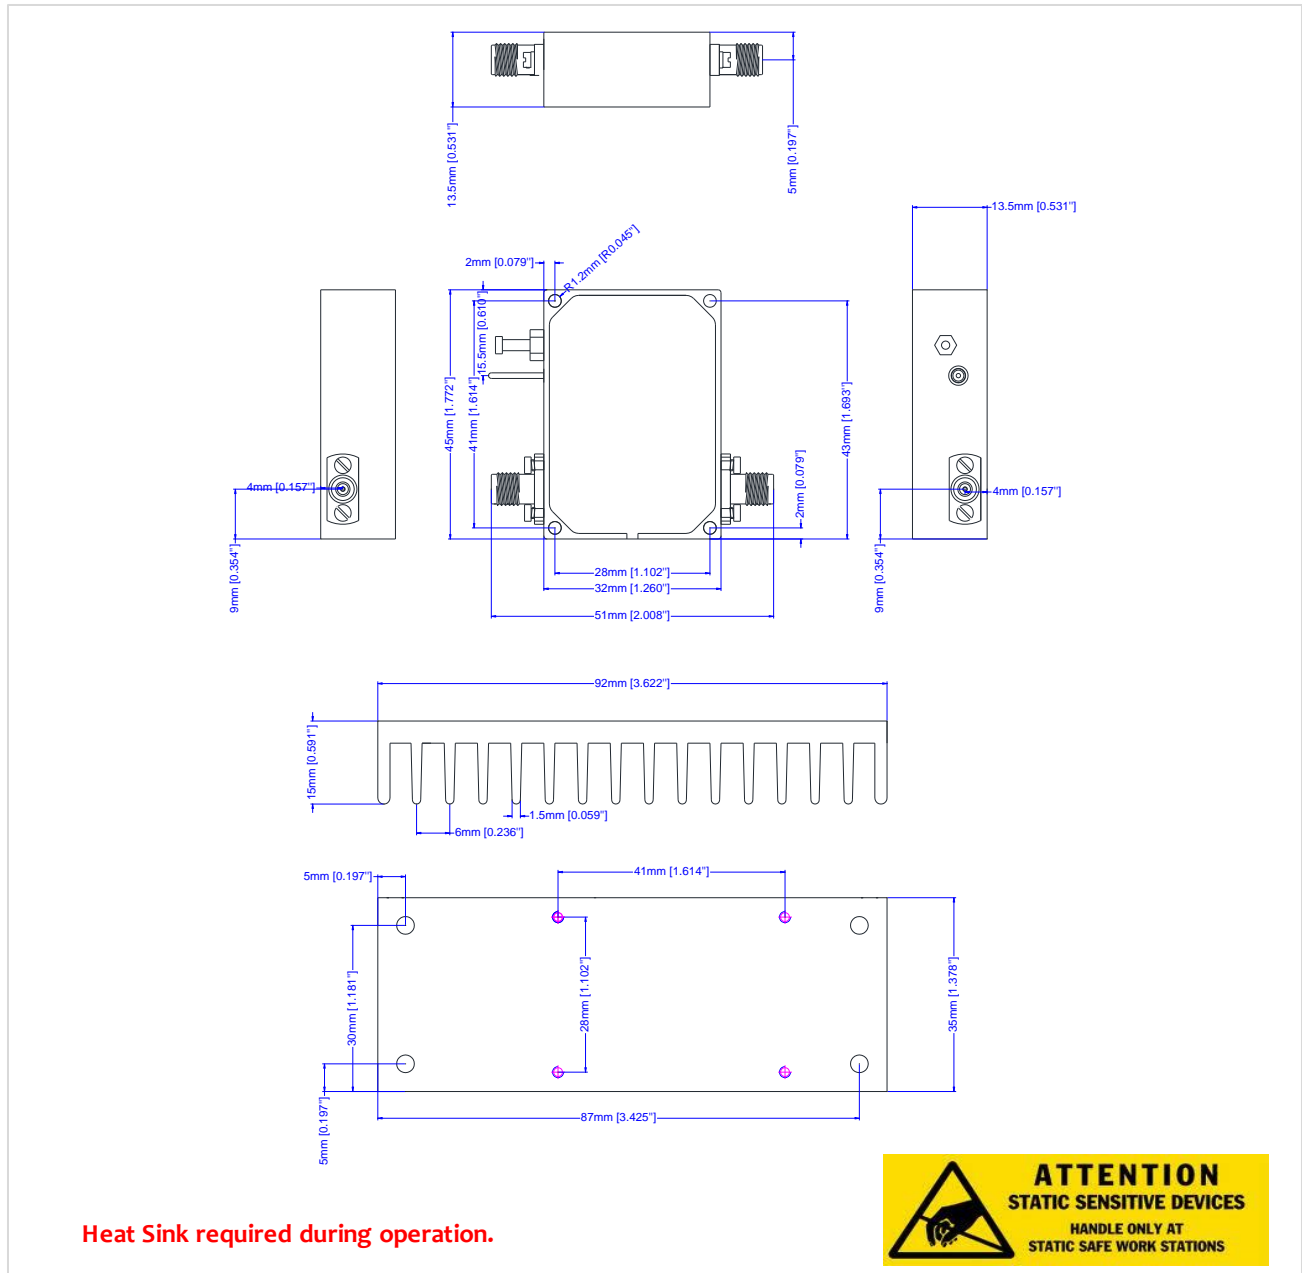 13.5mm [0.531"]
5mm [0.197"]
13.5mm [0.531"]
2mm [0.079"]
R1.2mm [R0.045"]
15.5mm [0.610"]
45mm [1.772"]
41mm [1.614"]
43mm [1.693"]
2mm [0.079"]
4mm [0.157"]
4mm [0.157"]
9mm [0.354"]
9mm [0.354"]
28mm [1.102"]
32mm [1.260"]
51mm [2.008"]
92mm [3.622"]
15mm [0.591"]
1.5mm [0.059"]
6mm [0.236"]
5mm [0.197"]
41mm [1.614"]
30mm [1.181"]
28mm [1.102"]
35mm [1.378"]
5mm [0.197"]
87mm [3.425"]
Heat Sink required during operation.
ATTENTION
STATIC SENSITIVE DEVICES
HANDLE ONLY AT
STATIC SAFE WORK STATIONS